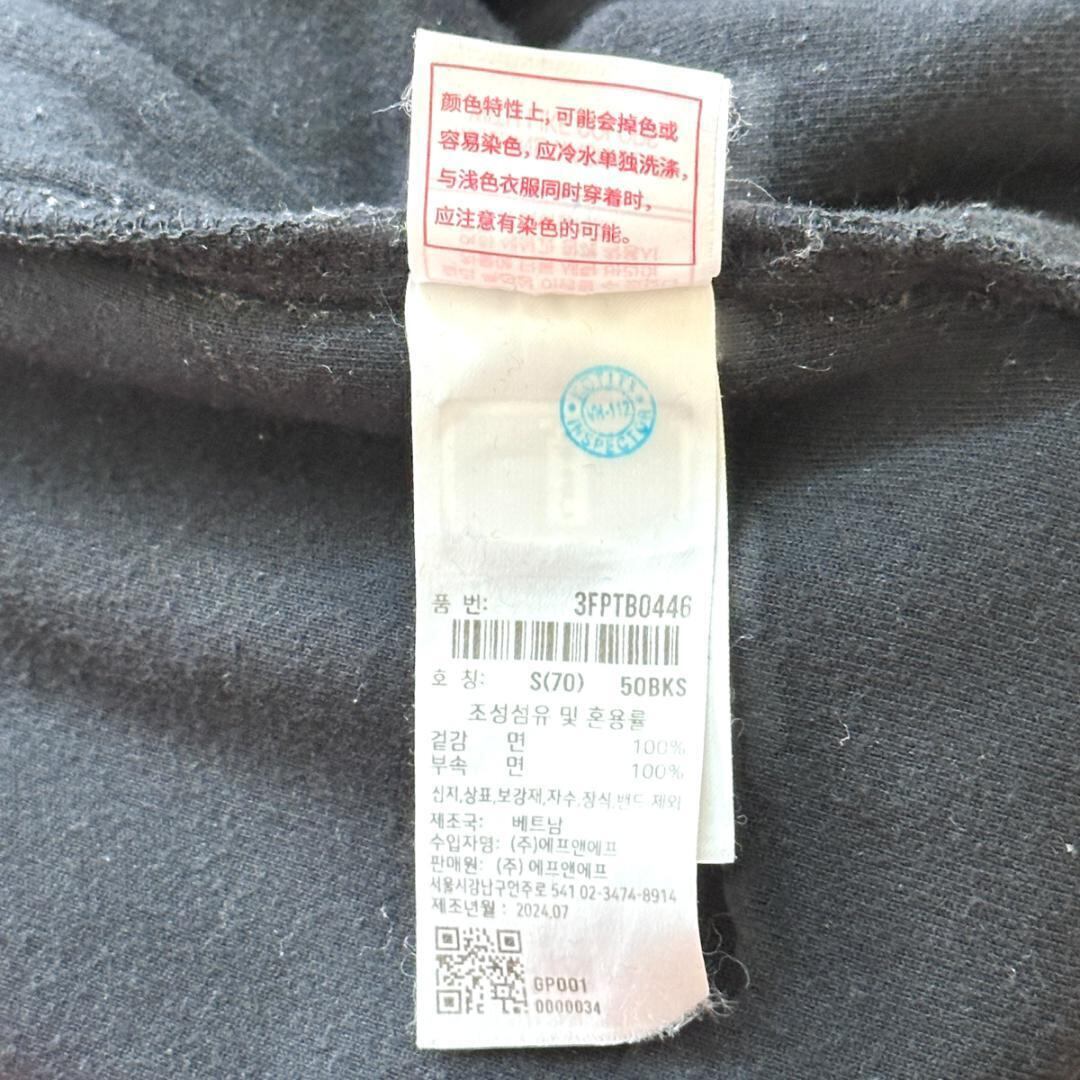 颜色特性上，可能会掉色或
容易染色，应冷水单独洗涤，
与浅色衣服同时穿着时，
应注意有染色的可能。
INSPECTOR
품 번: 3FPTB0446
호 칭: S(70) 50BKS
조성섬유 및 혼용률
겉감 면 100%
부속 면 100%
심지,상표,보강재,자수,장식,밴드 제외
제조국: 베트남
수입자명: (주)에프앤에프
판매원: (주) 에프앤에프
서울시강남구언주로 541 02-3474-8914
제조년월 : 2024.07
GP001
0000034